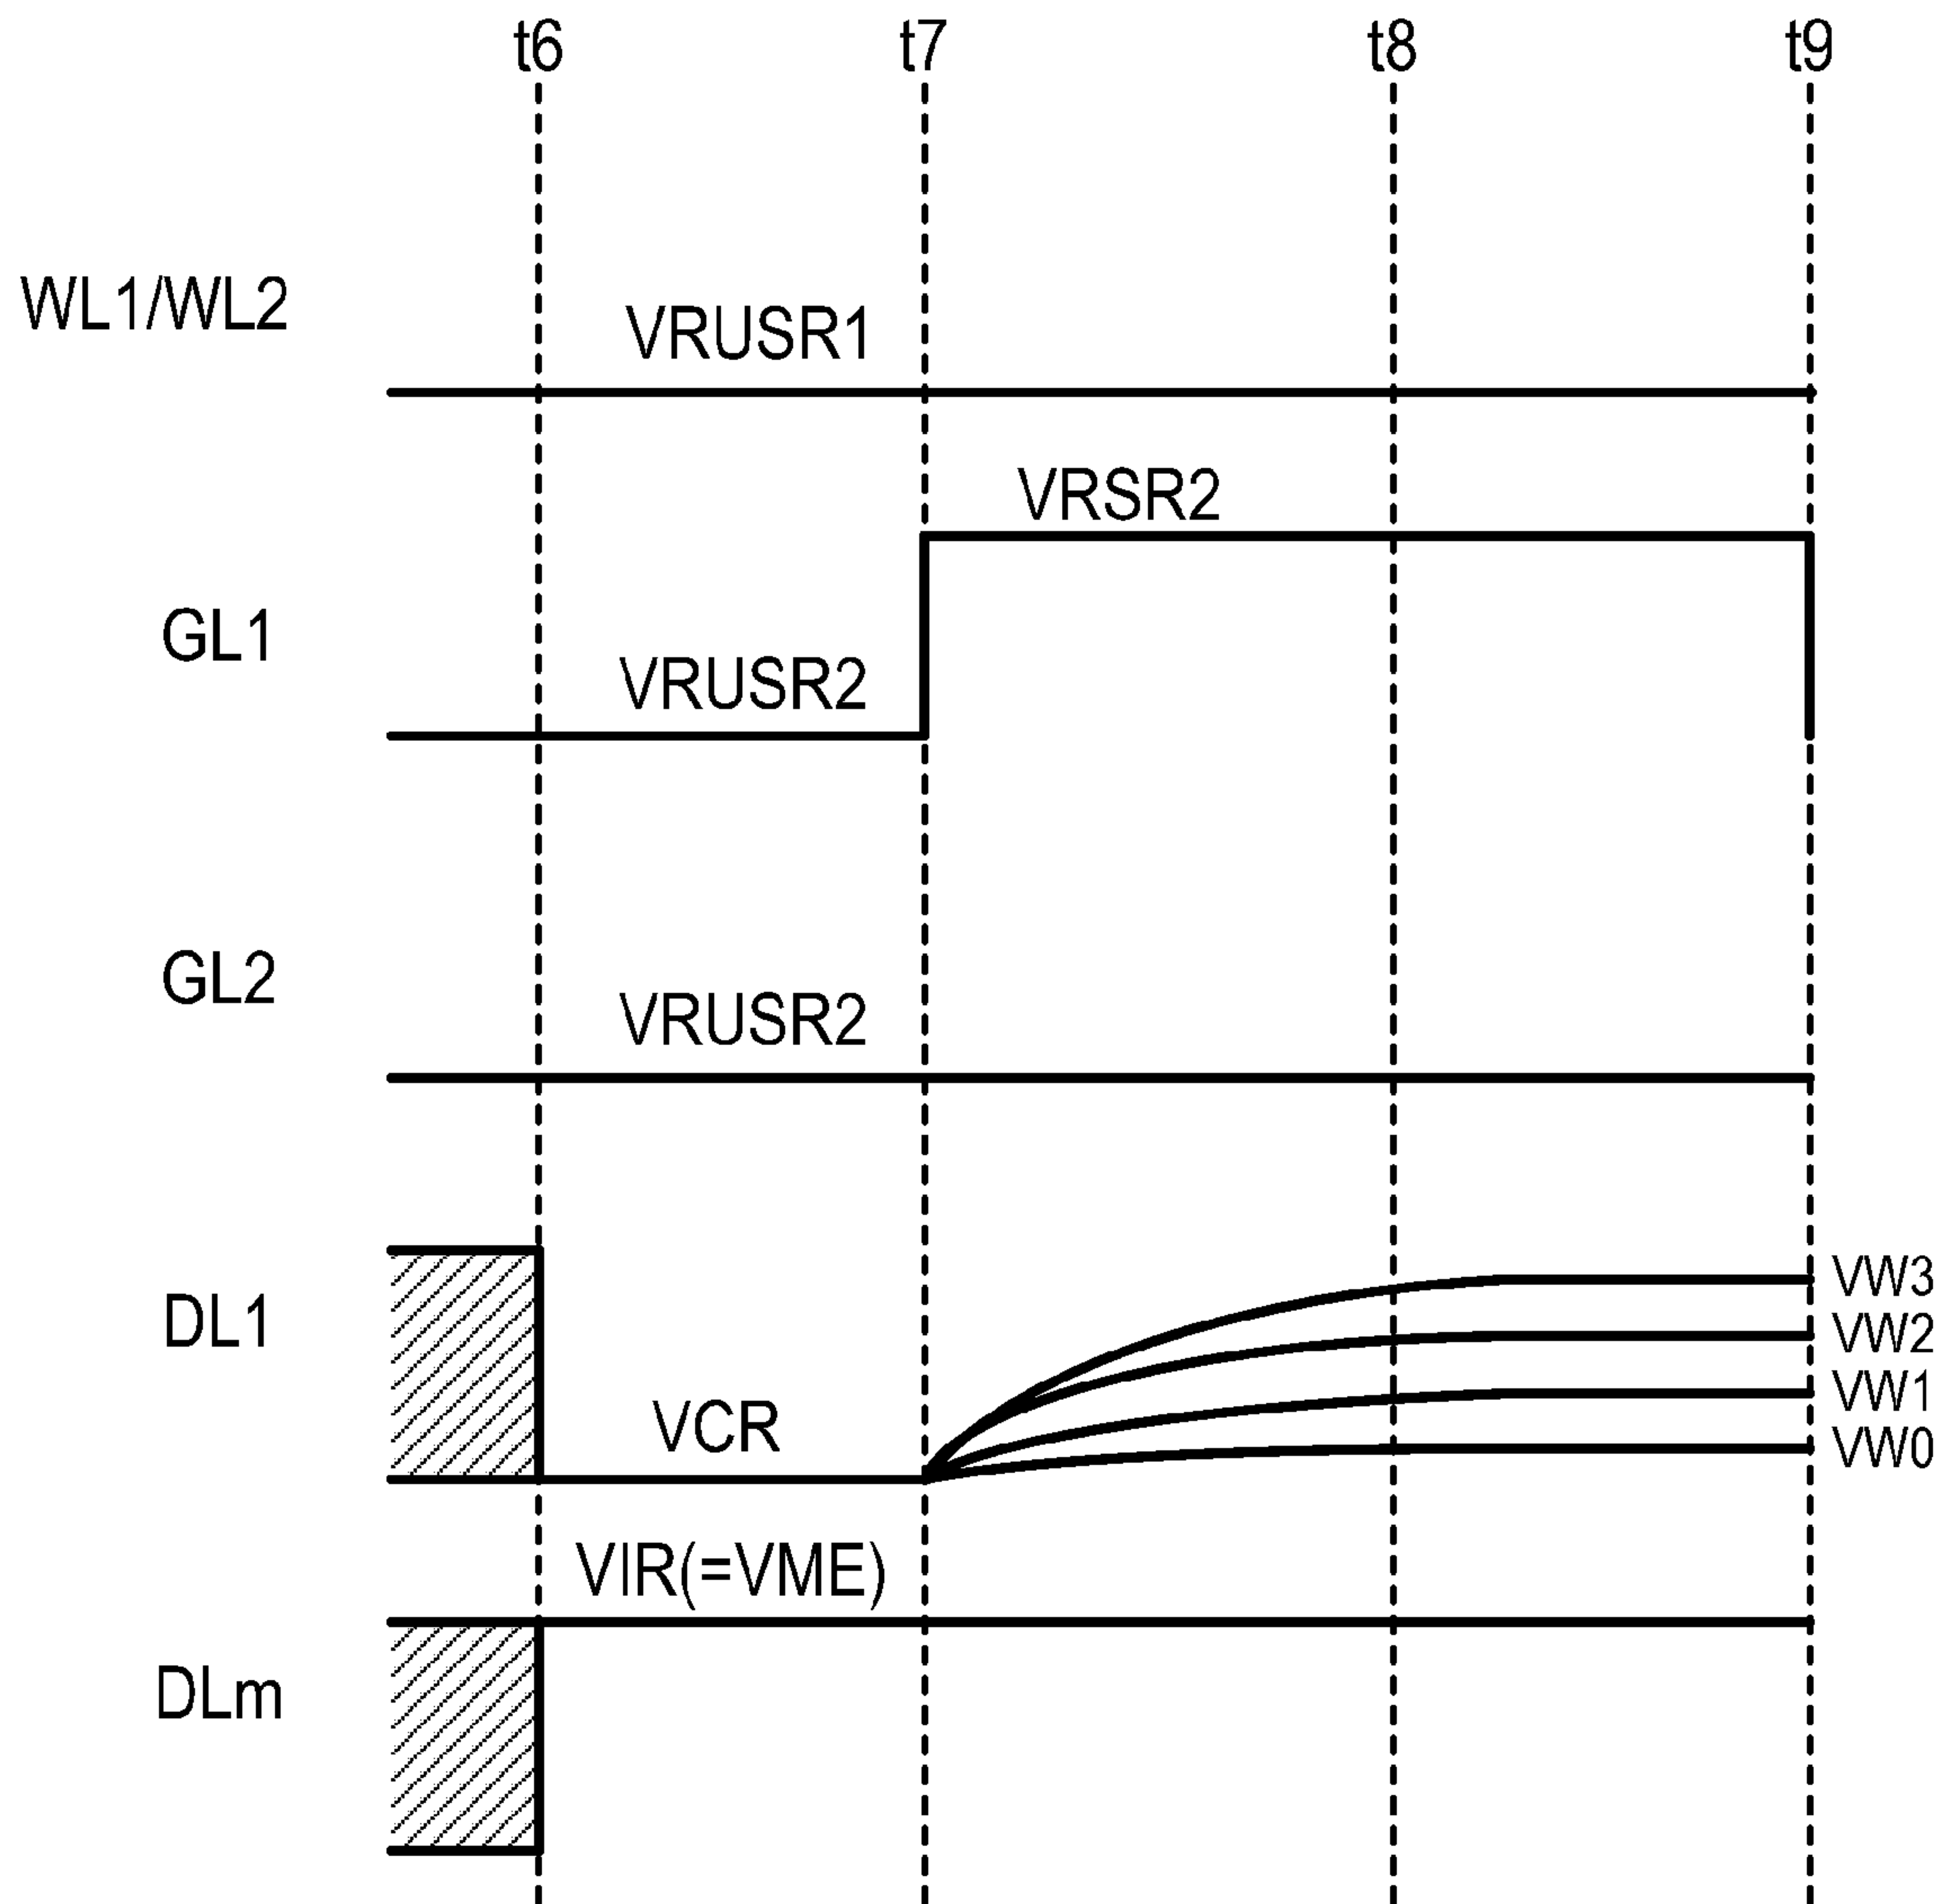 t6 t7 t8 t9
WL1/WL2
VRUSR1
VRSR2
GL1
VRUSR2
GL2
VRUSR2
DL1
VCR
VW3
VW2
VW1
VW0
VIR(=VME)
DLm